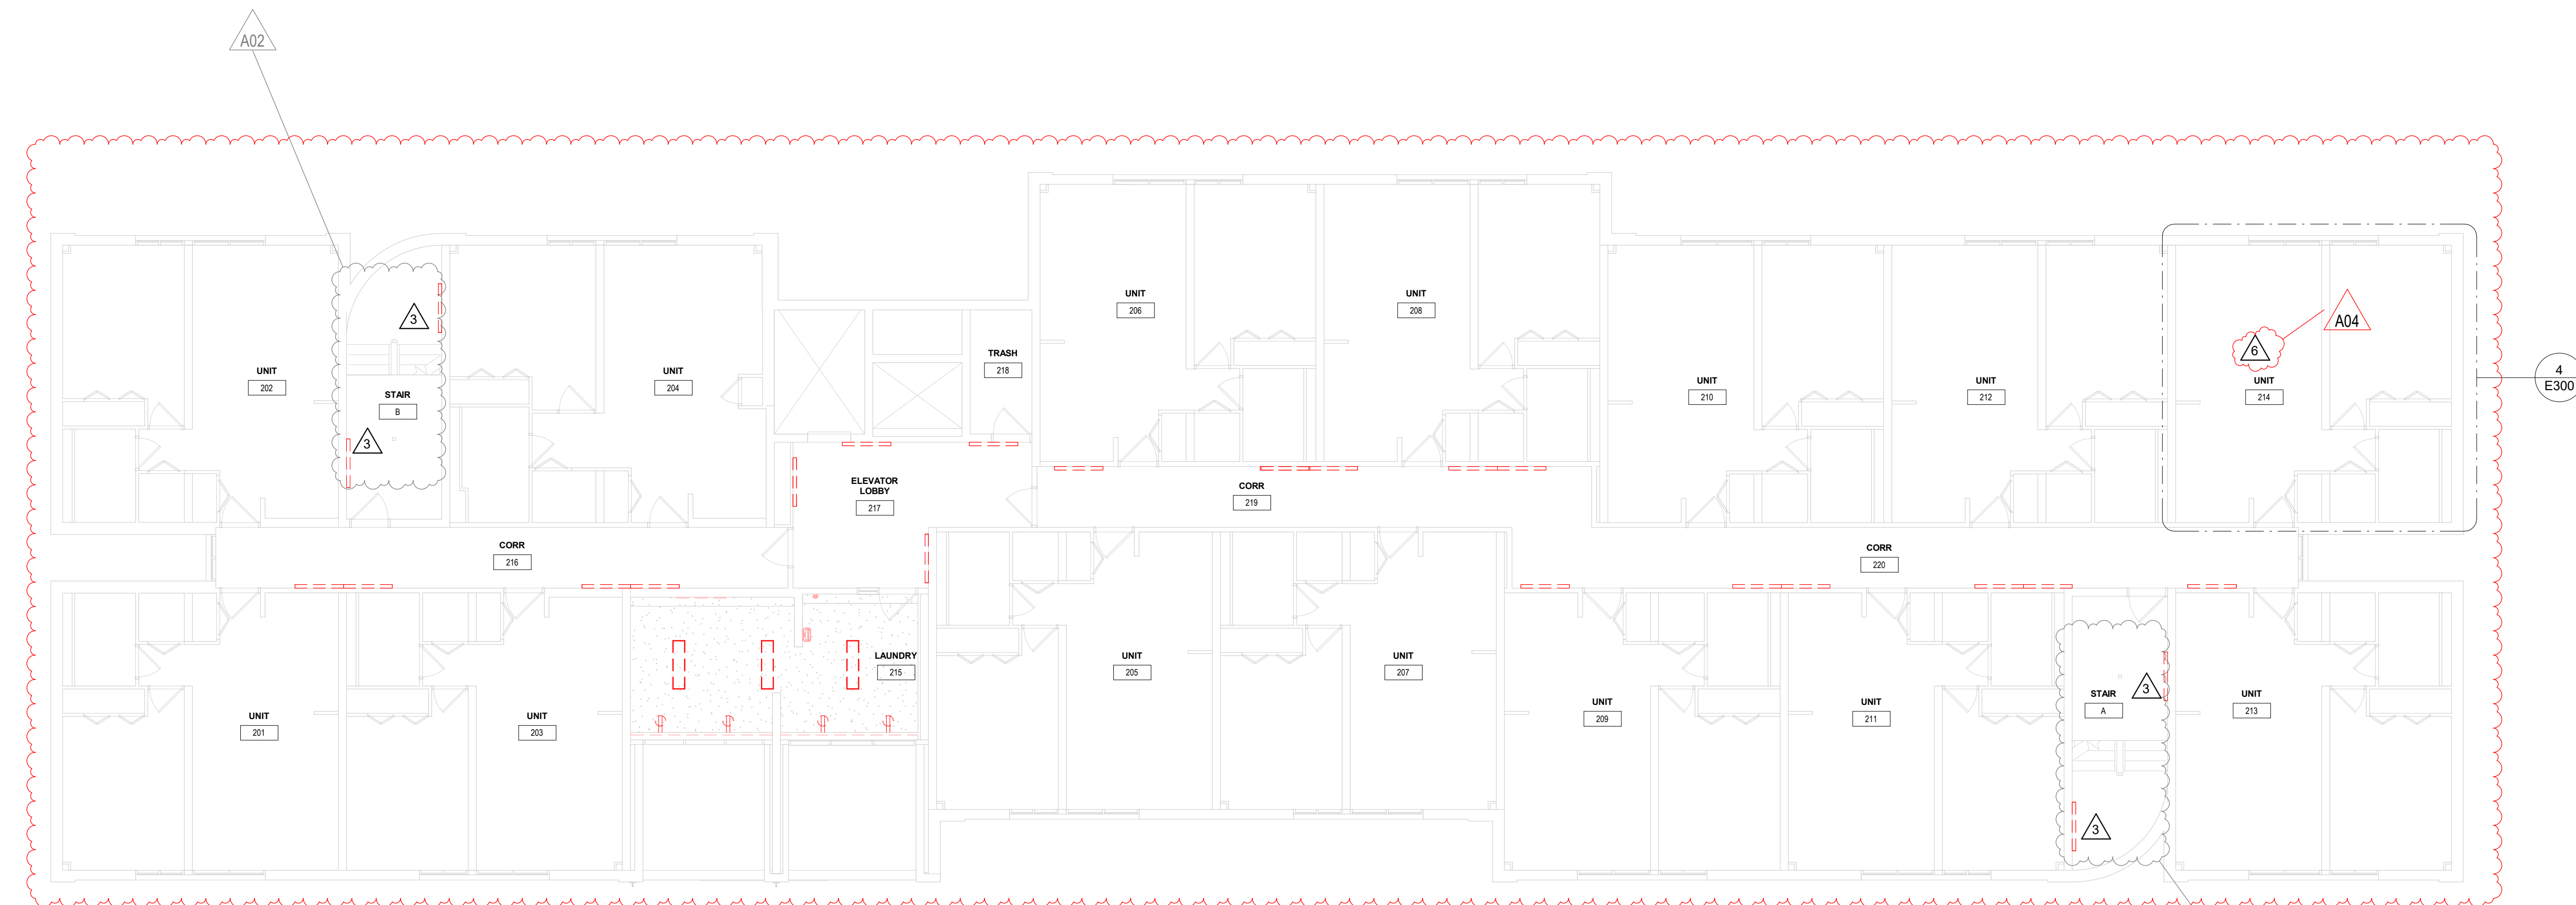 A02
UNIT
206
UNIT
208
3
A04
6
TRASH
218
UNIT
202
UNIT
204
4
E300
STAIR
B
UNIT
210
UNIT
212
UNIT
214
3
ELEVATOR
LOBBY
217
CORR
219
CORR
216
CORR
220
LAUNDRY
215
UNIT
205
UNIT
207
3
STAIR
A
UNIT
201
UNIT
203
UNIT
209
UNIT
211
UNIT
213
3